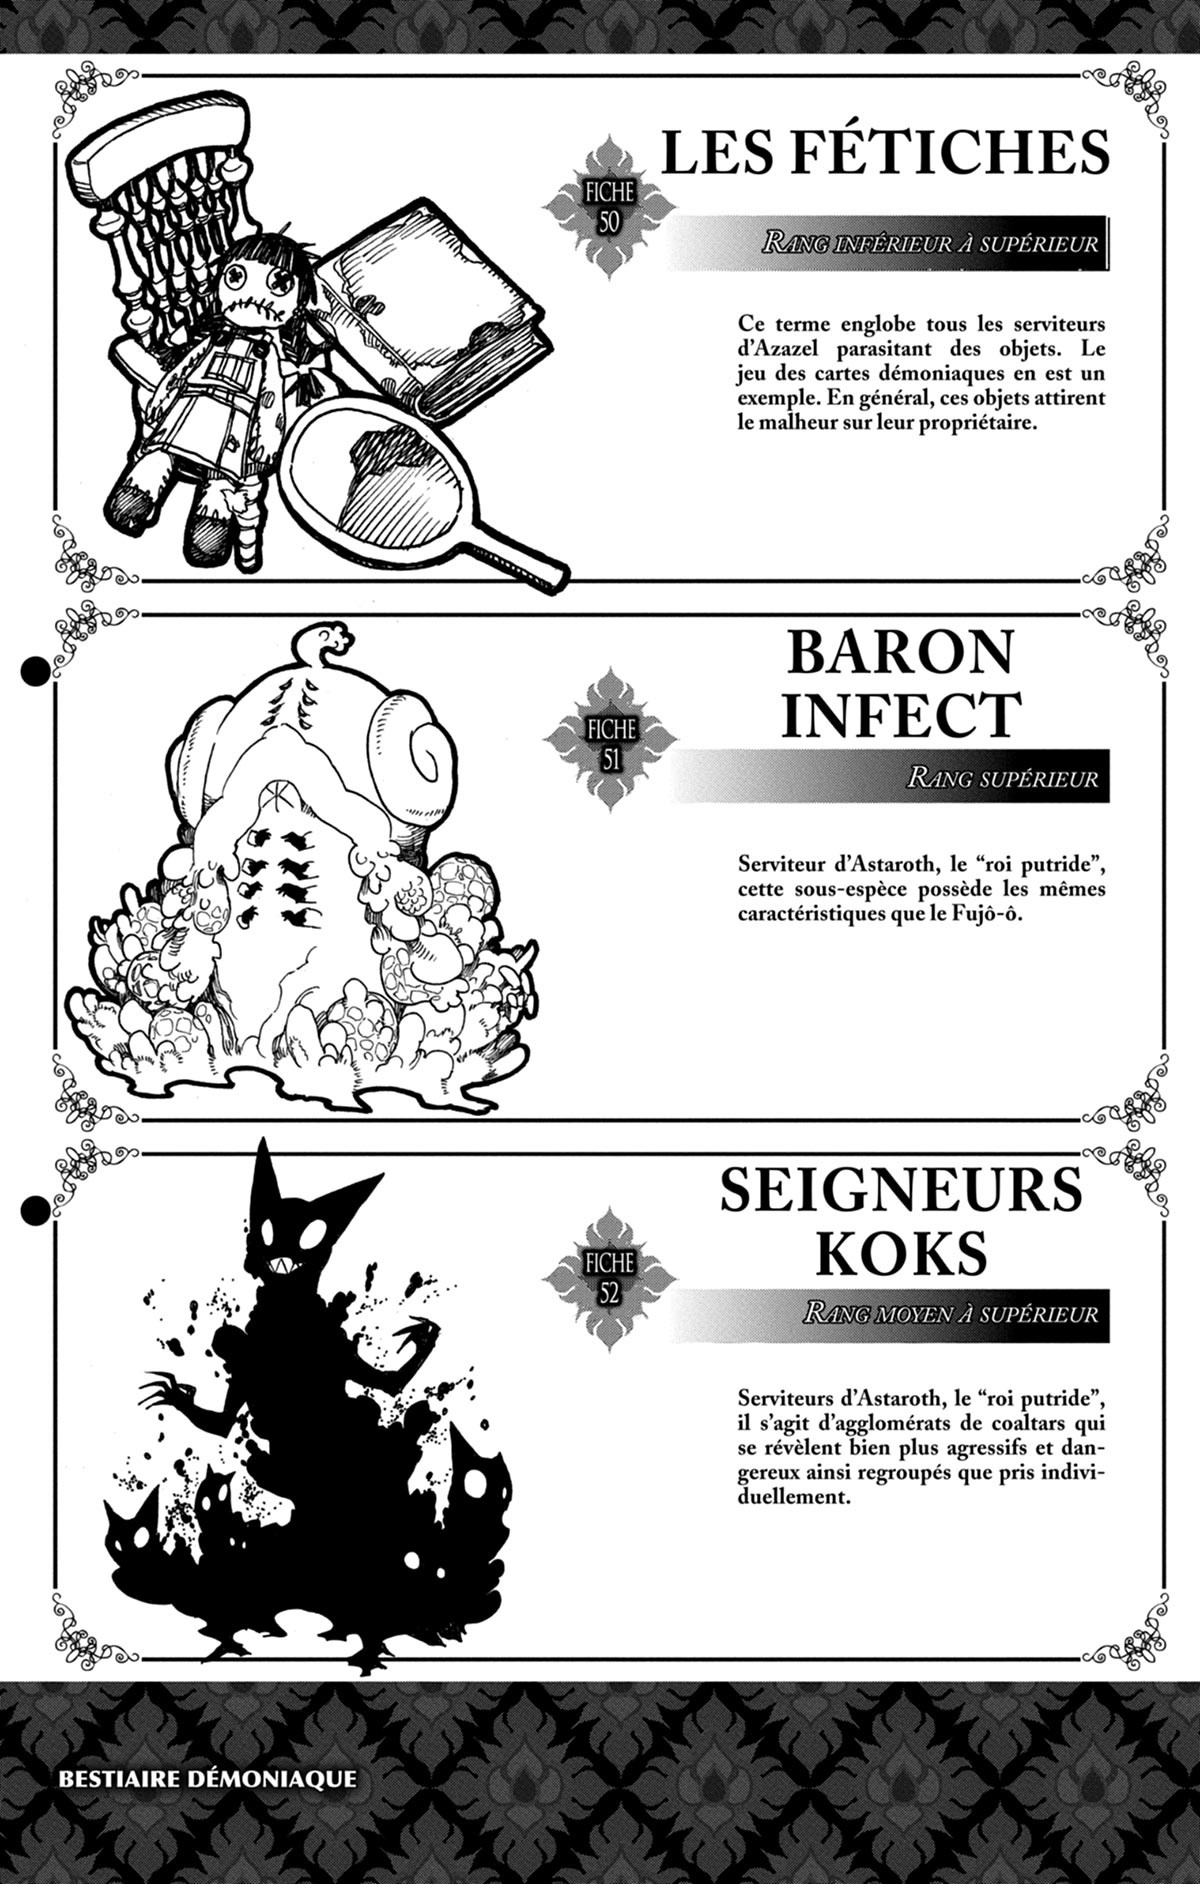 LES FÉTICHES
FICHE
50
RANG INFÉRIEUR À SUPÉRIEUR
Ce terme englobe tous les serviteurs
d'Azazel parasitant des objets. Le
jeu des cartes démoniaques en est un
exemple. En général, ces objets attirent
le malheur sur leur propriétaire.
BARON
INFECT
FICHE
51
RANG SUPÉRIEUR
Serviteur d'Astaroth, le “roi putride”,
cette sous-espèce possède les mêmes
caractéristiques que le Fujô-ô.
SEIGNEURS
KOKS
FICHE
52
RANG MOYEN À SUPÉRIEUR
Serviteurs d'Astaroth, le “roi putride”,
il s'agit d'agglomérats de coaltars qui
se révèlent bien plus agressifs et dan-
gereux ainsi regroupés que pris indivi-
duellement.
BESTIAIRE DÉMONIAQUE